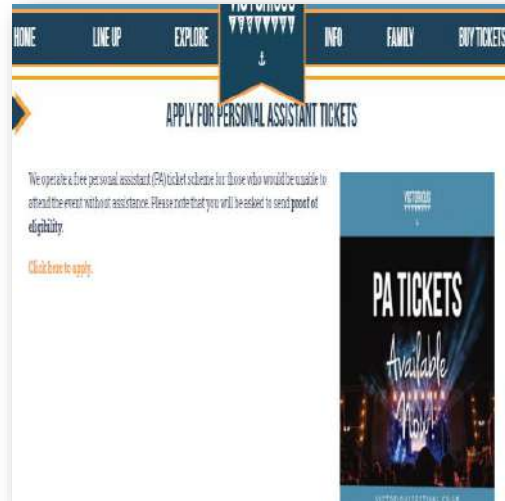 VICTORIOUS
HOME LINE UP EXPLORE INFO FAMILY BUY TICKETS
APPLY FOR PERSONAL ASSISTANT TICKETS
We operate a free personal assistant (PA) ticket scheme for those who would be unable to
attend the event without assistance. Please note that you will be asked to send proof of
eligibility.
Click here to apply.
VICTORIOUS
PA TICKETS
Available
Now!